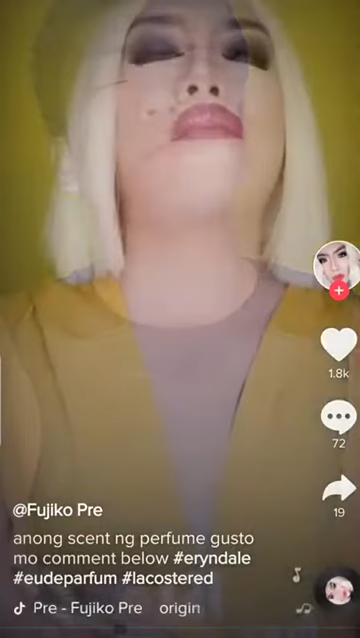 1.8k
72
19
@Fujiko Pre
anong scent ng perfume gusto
mo comment below #eryndale
#eudeparfum #lacostered
Pre - Fujiko Pre origin